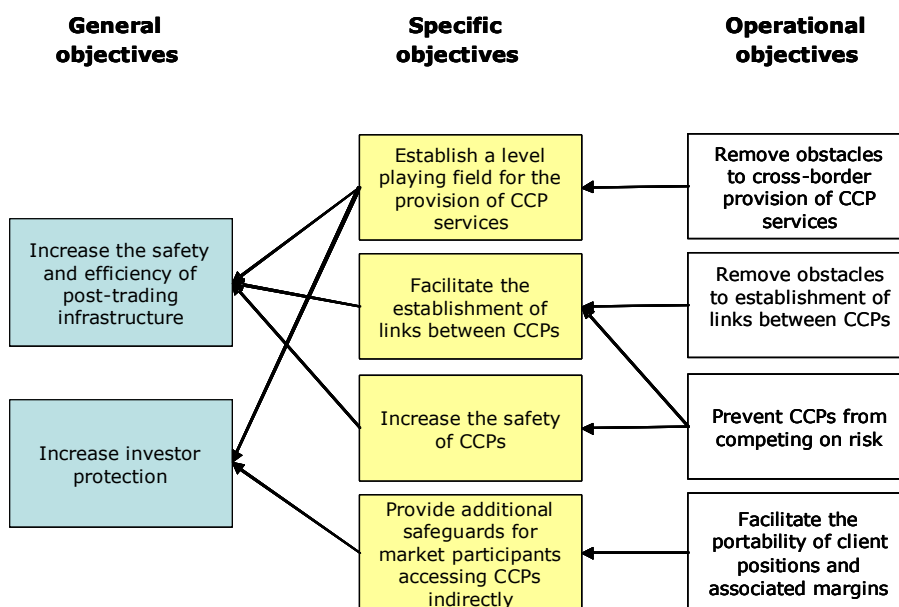 General
objectives
Specific
objectives
Operational
objectives
Increase the safety
and efficiency of
post-trading
infrastructure
Increase investor
protection
Establish a level
playing field for the
provision of CCP
services
Facilitate the
establishment of
links between CCPs
Increase the safety
of CCPs
Provide additional
safeguards for
market participants
accessing CCPs
indirectly
Remove obstacles
to cross-border
provision of CCP
services
Remove obstacles
to establishment of
links between CCPs
Prevent CCPs from
competing on risk
Facilitate the
portability of client
positions and
associated margins